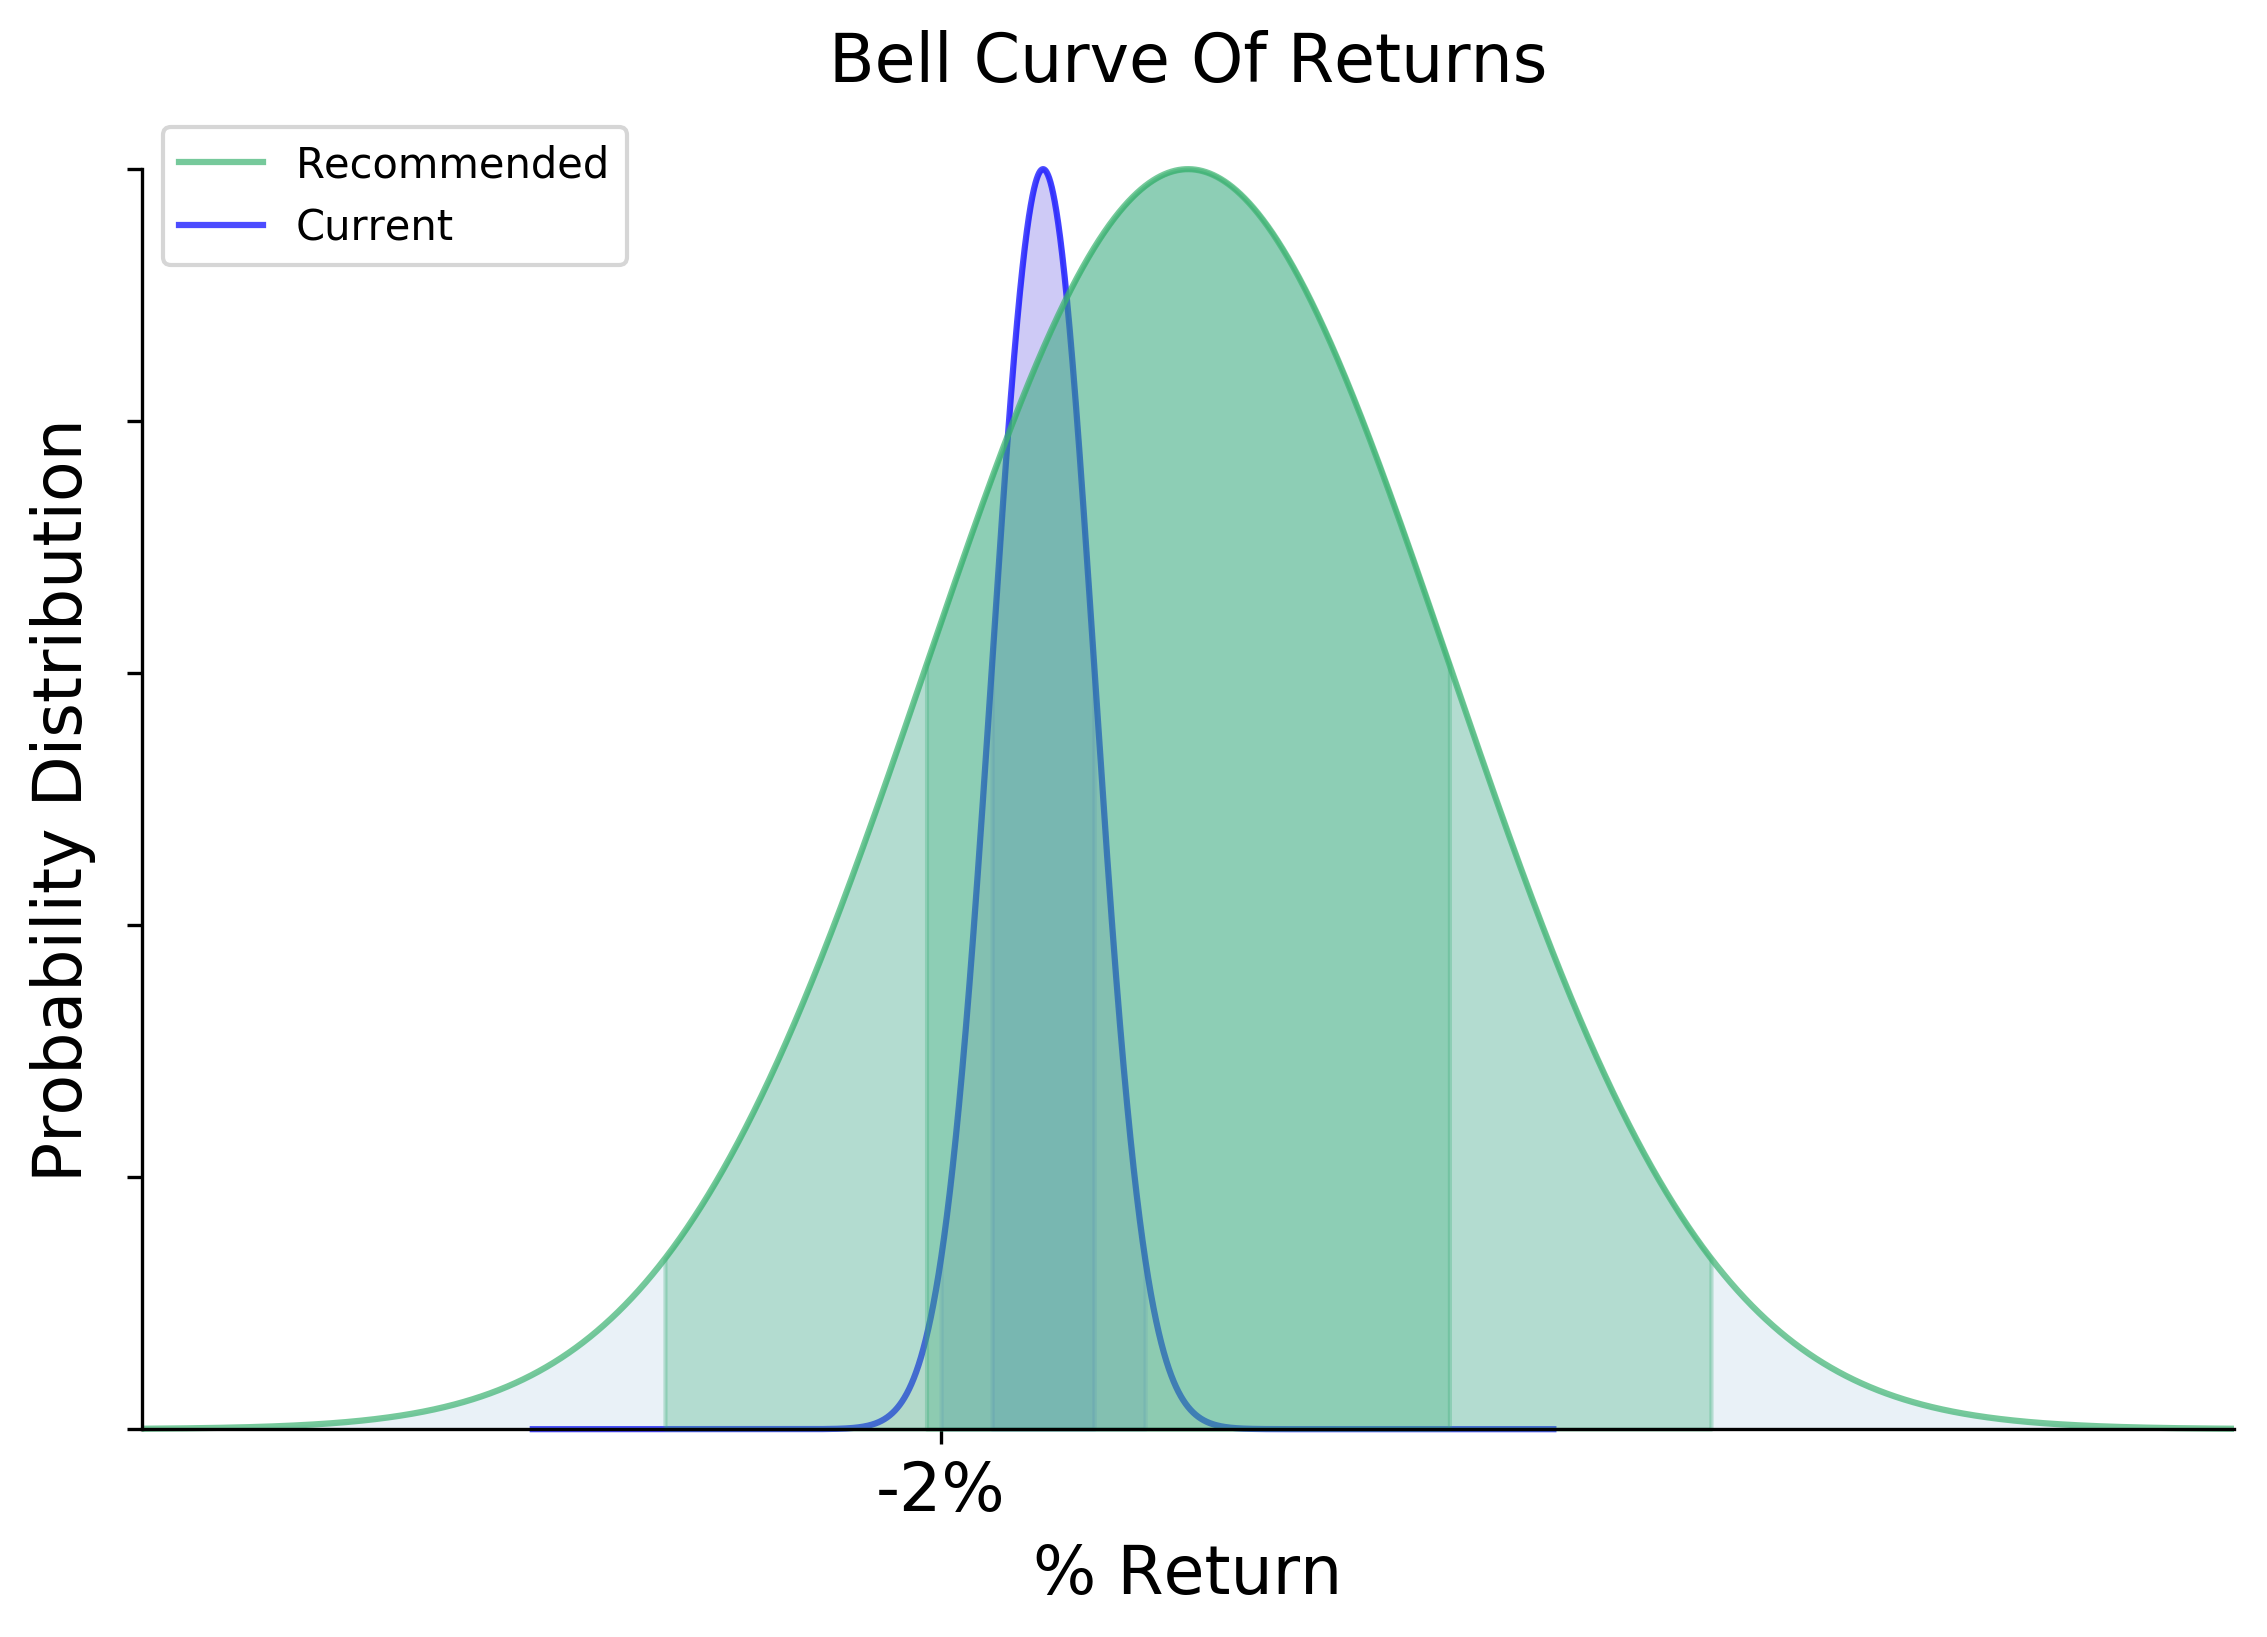 Bell Curve Of Returns
Recommended
Current
Probability Distribution
-2%
% Return